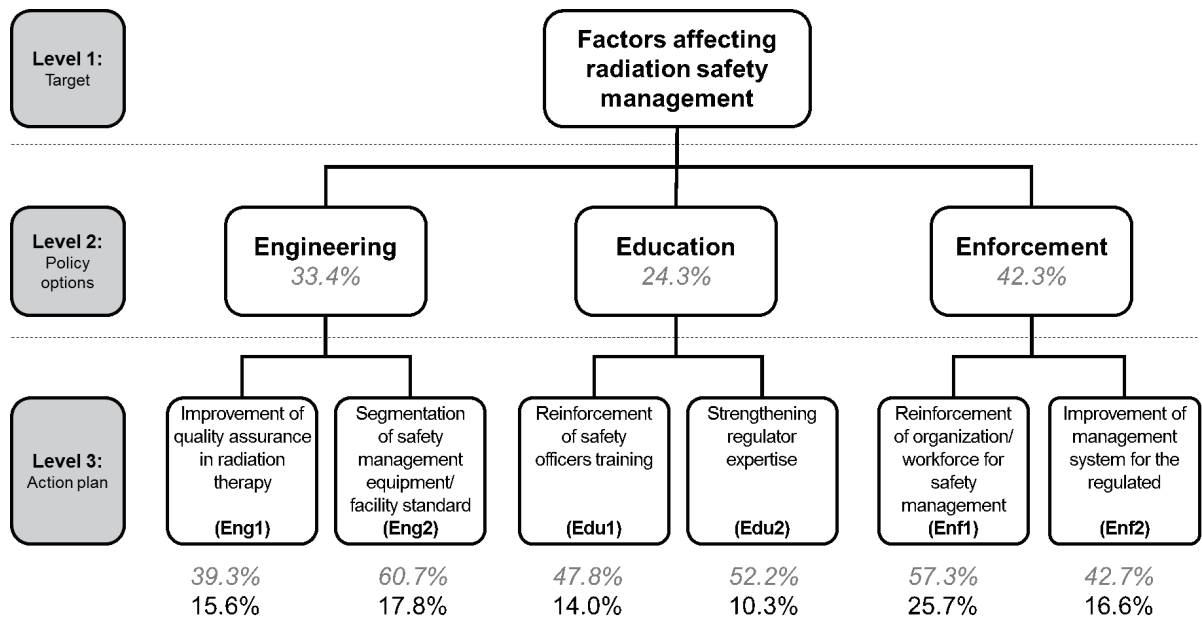 Level 1:
Target
Factors affecting
radiation safety
management
Level 2:
Policy
options
Engineering
33.4%
Education
24.3%
Enforcement
42.3%
Level 3:
Action plan
Improvement of
quality assurance
in radiation
therapy
(Eng1)
Segmentation
of safety
management
equipment/
facility standard
(Eng2)
Reinforcement
of safety
officers training
(Edu1)
Strengthening
regulator
expertise
(Edu2)
Reinforcement
of organization/
workforce for
safety
management
(Enf1)
Improvement of
management
system for the
regulated
(Enf2)
39.3%
60.7%
47.8%
52.2%
57.3%
42.7%
15.6%
17.8%
14.0%
10.3%
25.7%
16.6%